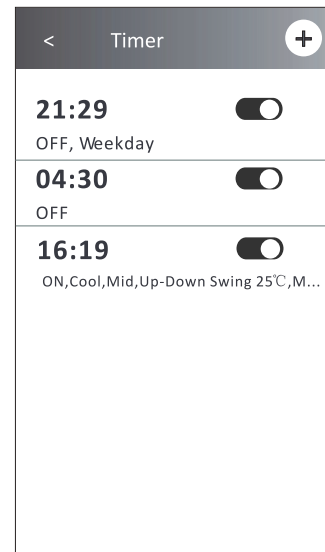 < Timer +
21:29
OFF, Weekday
04:30
OFF
16:19
ON,Cool,Mid,Up-Down Swing 25℃,M...